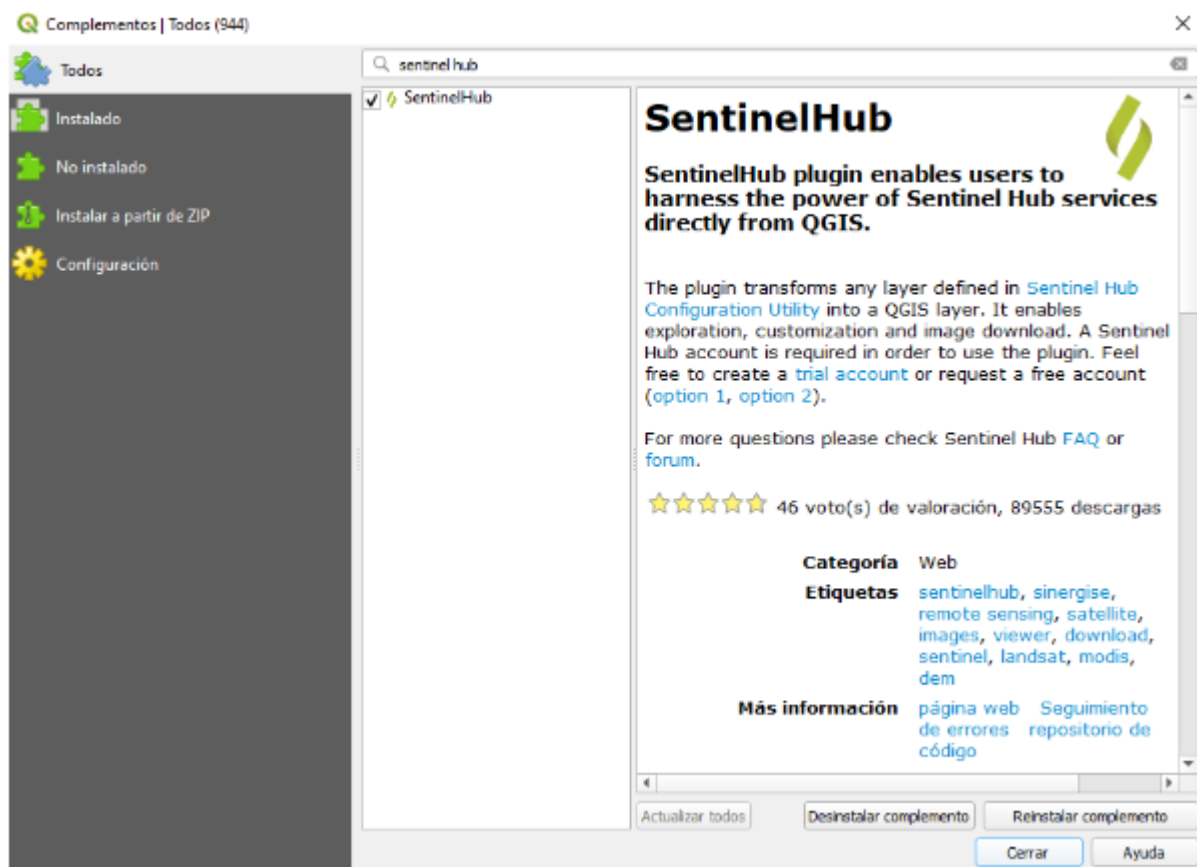 Complementos | Todos (944)
Todos
Instalado
No instalado
Instalar a partir de ZIP
Configuración
sentinel hub
SentinelHub
SentinelHub
SentinelHub plugin enables users to
harness the power of Sentinel Hub services
directly from QGIS.
The plugin transforms any layer defined in Sentinel Hub
Configuration Utility into a QGIS layer. It enables
exploration, customization and image download. A Sentinel
Hub account is required in order to use the plugin. Feel
free to create a trial account or request a free account
(option 1, option 2).
For more questions please check Sentinel Hub FAQ or
forum.
46 voto(s) de valoración, 89555 descargas
Categoría Web
Etiquetas sentinelhub, sinergise,
remote sensing, satellite,
images, viewer, download,
sentinel, landsat, modis,
dem
Más información página web Seguimiento
de errores repositorio de
código
Actualizar todos Desinstalar complemento Reinstalar complemento
Cerrar Ayuda